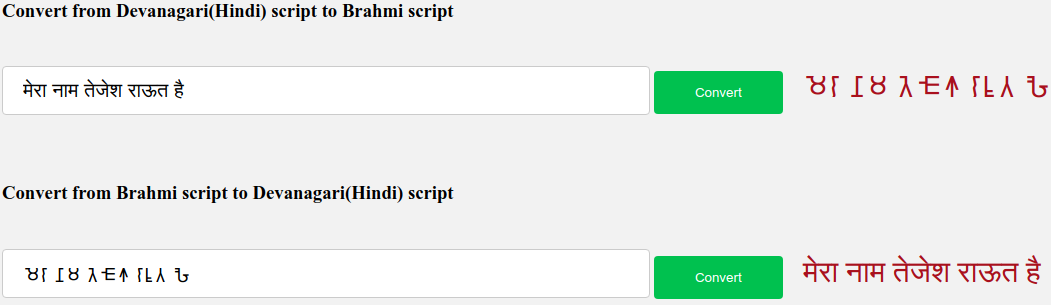 Convert from Devanagari(Hindi) script to Brahmi script
मेरा नाम तेजेश राऊत है Convert 𑀫𑁂𑀭𑀸 𑀦𑀸𑀫 𑀢𑁂𑀚𑁂𑀰 𑀭𑀸𑀊𑀢 𑀳𑁃
Convert from Brahmi script to Devanagari(Hindi) script
𑀫𑁂𑀭𑀸 𑀦𑀸𑀫 𑀢𑁂𑀚𑁂𑀰 𑀭𑀸𑀊𑀢 𑀳𑁃 Convert मेरा नाम तेजेश राऊत है